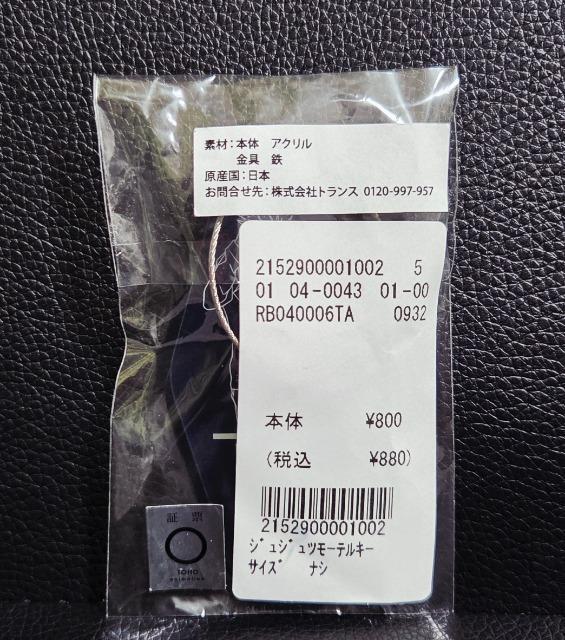 素材：本体 アクリル
金具 鉄
原産国：日本
お問合せ先：株式会社トランス 0120-997-957
2152900001002 5
01 04-0043 01-00
RB040006TA 0932
本体 ¥800
(税込 ¥880)
2152900001002
ｼﾞｭｼﾞｭﾂモーテルキー
サイズ ナシ
証票
TOHO
animation